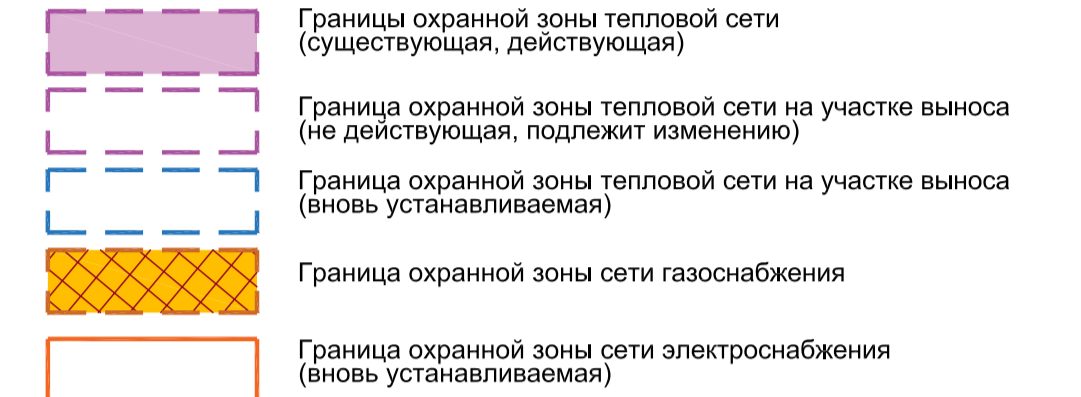 Границы охранной зоны тепловой сети
(существующая, действующая)
Граница охранной зоны тепловой сети на участке выноса
(не действующая, подлежит изменению)
Граница охранной зоны тепловой сети на участке выноса
(вновь устанавливаемая)
Граница охранной зоны сети газоснабжения
Граница охранной зоны сети электроснабжения
(вновь устанавливаемая)